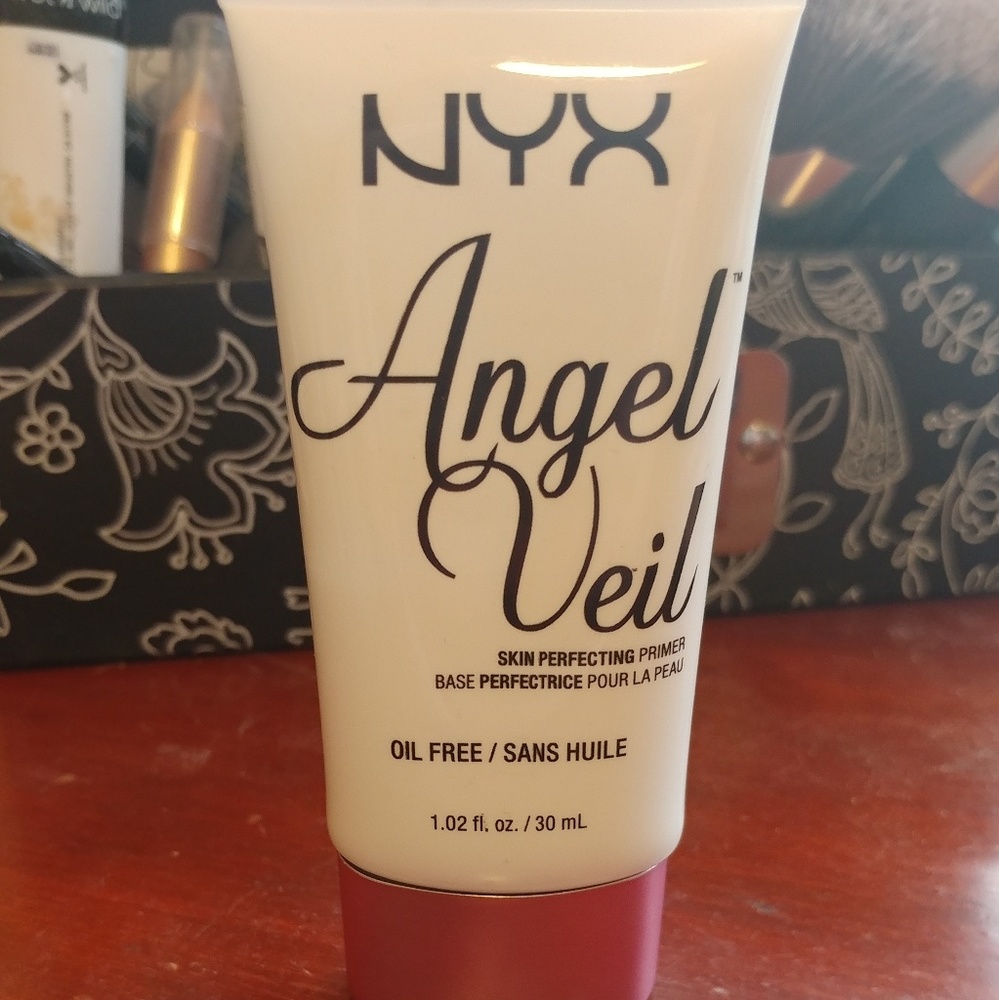 NYX
Angel
™
Veil
SKIN PERFECTING PRIMER
BASE PERFECTRICE POUR LA PEAU
OIL FREE / SANS HUILE
1.02 fl. oz. / 30 mL